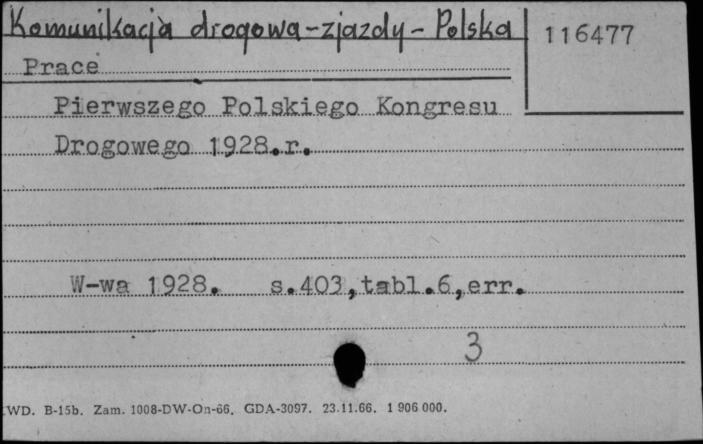 Komunikacja drogowa-zjazdy-Polska
116477
Prace
Pierwszego Polskiego Kongresu
Drogowego 1928.r.
W-wa 1928. s.403,tabl.6,err.
3
WD. B-15b. Zam. 1008-DW-On-66. GDA-3097. 23.11.66. 1 906 000.